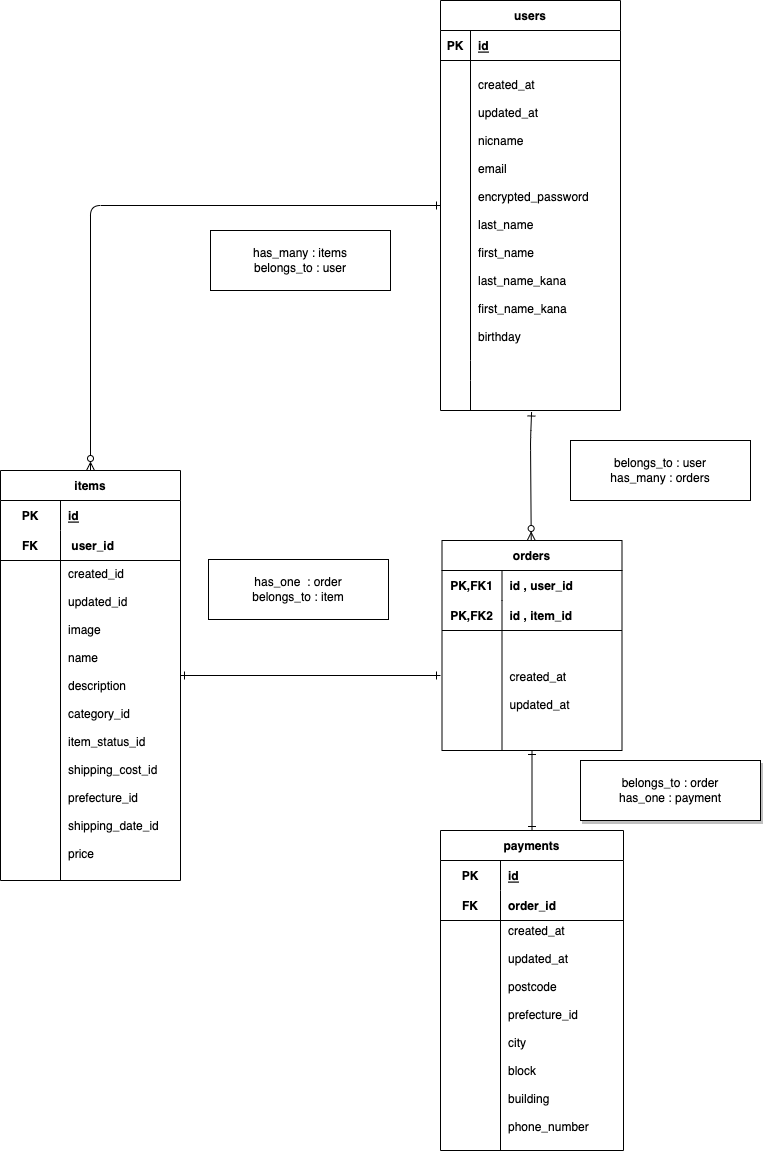 users
PK id
created_at
updated_at
nicname
email
encrypted_password
last_name
first_name
last_name_kana
first_name_kana
birthday
has_many : items
belongs_to : user
belongs_to : user
has_many : orders
items
PK id
FK user_id
created_id
updated_id
image
name
description
category_id
item_status_id
shipping_cost_id
prefecture_id
shipping_date_id
price
has_one : order
belongs_to : item
orders
PK,FK1 id , user_id
PK,FK2 id , item_id
created_at
updated_at
belongs_to : order
has_one : payment
payments
PK id
FK order_id
created_at
updated_at
postcode
prefecture_id
city
block
building
phone_number